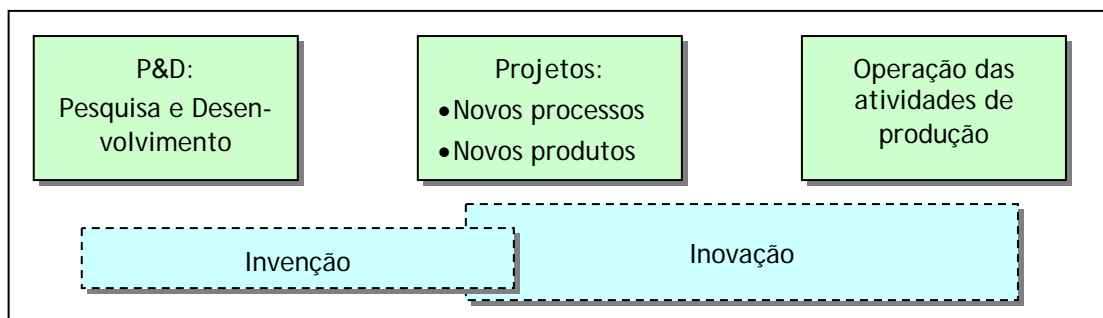 P&D:
Pesquisa e Desen-
volvimento
Projetos:
•Novos processos
•Novos produtos
Operação das
atividades de
produção
Invenção
Inovação